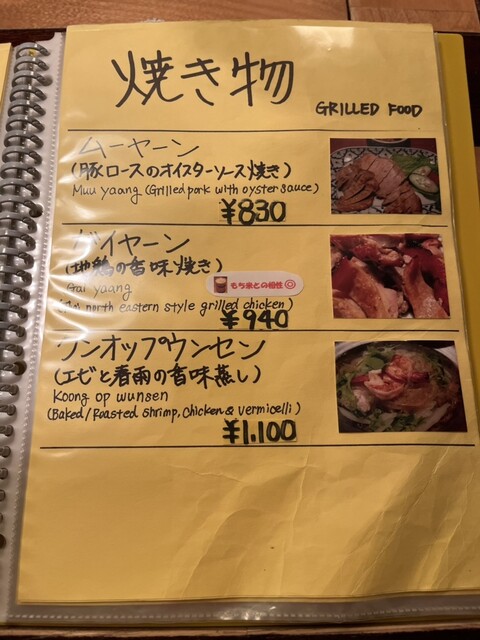 焼き物
GRILLED FOOD
ムーヤーン
(豚ロースのオイスターソース焼き)
Muu yaang (Grilled pork with oyster sauce)
¥830
ガイヤーン
(地鶏の香味焼き)
Gai yaang
もち米との相性◎
north eastern style grilled chicken)
¥940
クンオップウンセン
(エビと春雨の香味蒸し)
Koong op wunsen
(Baked/Roasted shrimp, Chicken & vermicelli)
¥1.100